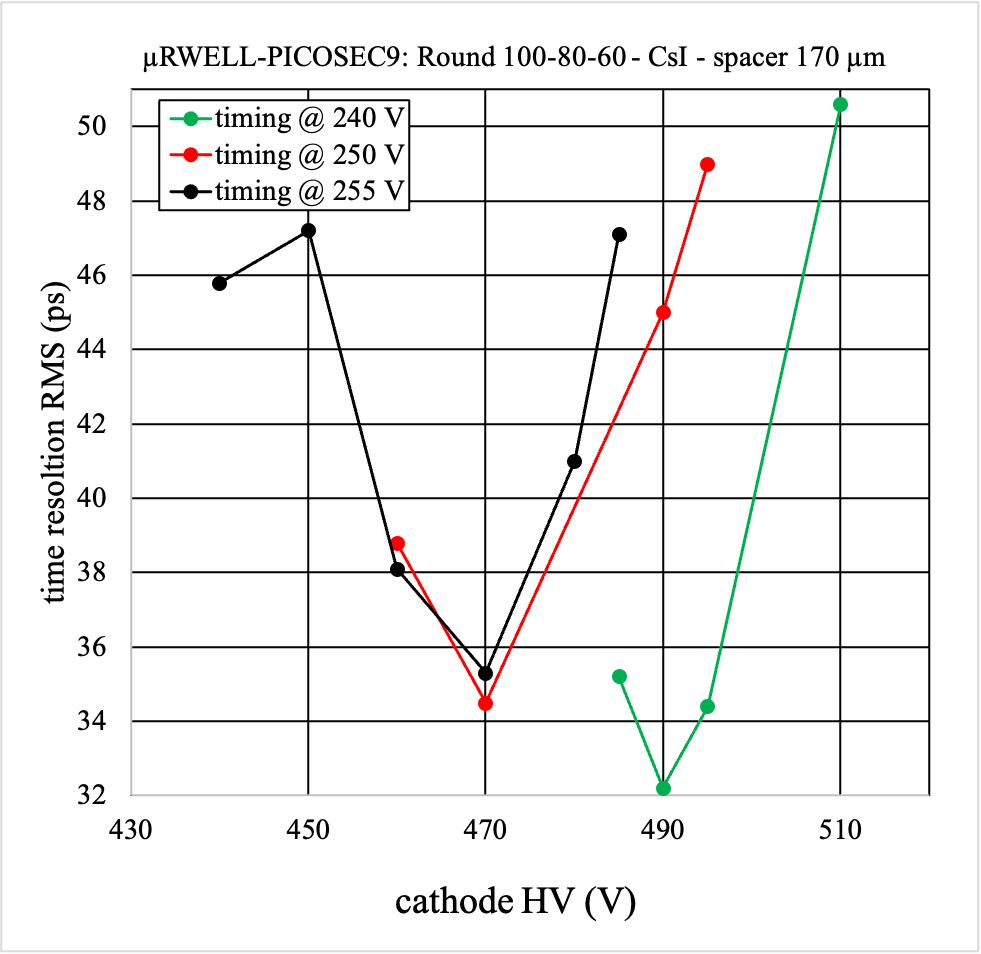 µRWELL-PICOSEC9: Round 100-80-60 - CsI - spacer 170 µm
timing @ 240 V
timing @ 250 V
timing @ 255 V
time resoltion RMS (ps)
50
48
46
44
42
40
38
36
34
32
430 450 470 490 510
cathode HV (V)